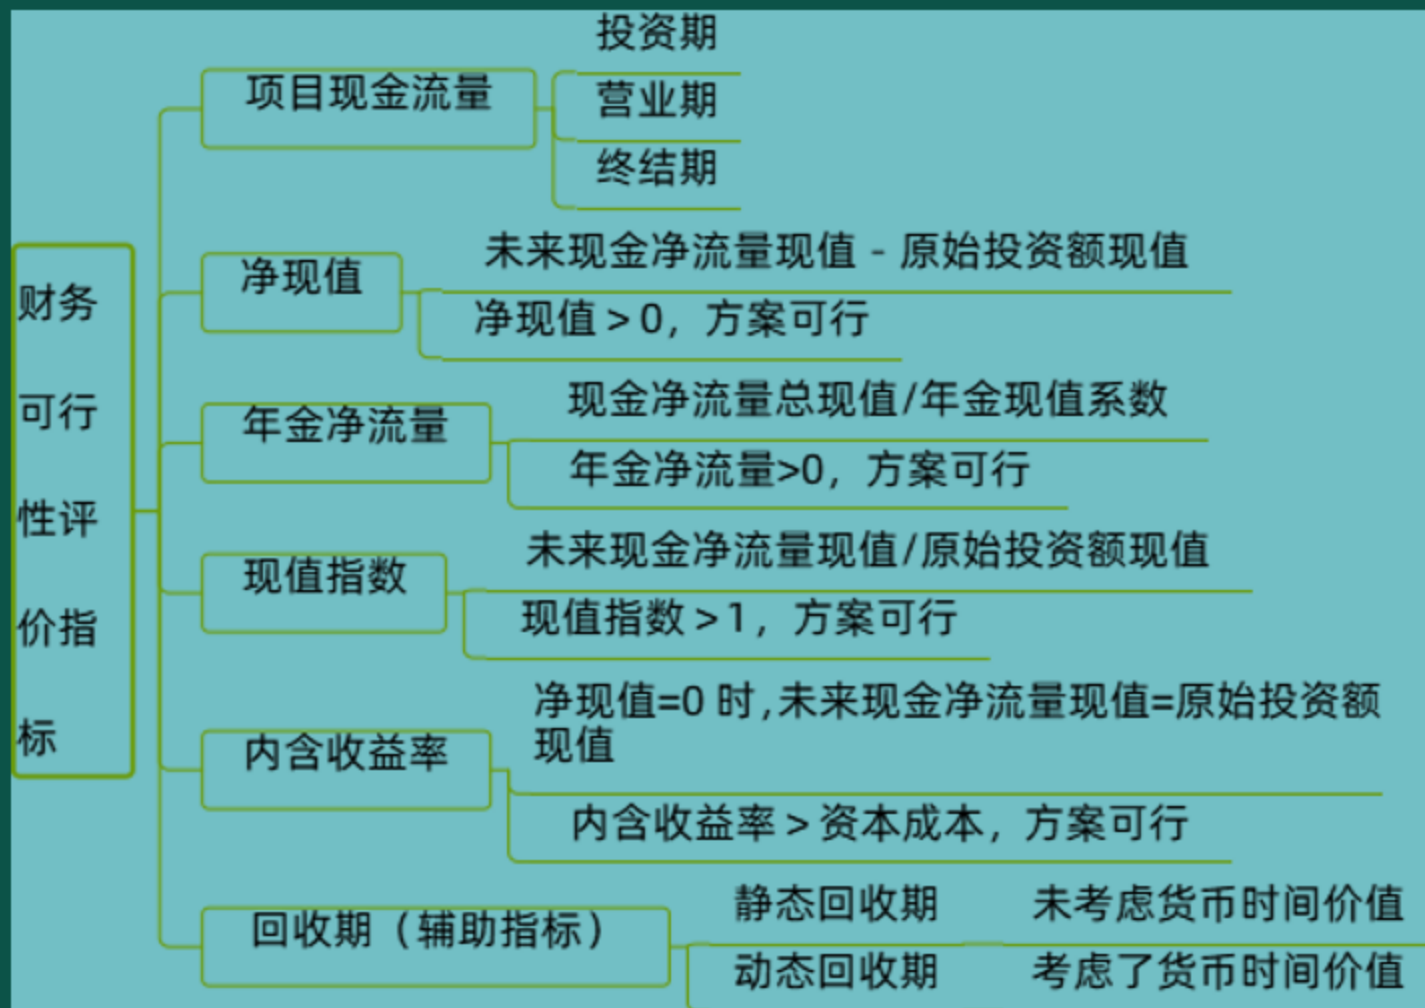 财务
可行
性评
价指
标
项目现金流量
投资期
营业期
终结期
净现值
未来现金净流量现值 - 原始投资额现值
净现值 > 0，方案可行
年金净流量
现金净流量总现值/年金现值系数
年金净流量>0，方案可行
现值指数
未来现金净流量现值/原始投资额现值
现值指数 > 1，方案可行
内含收益率
净现值=0 时,未来现金净流量现值=原始投资额
现值
内含收益率 > 资本成本，方案可行
回收期（辅助指标）
静态回收期 未考虑货币时间价值
动态回收期 考虑了货币时间价值